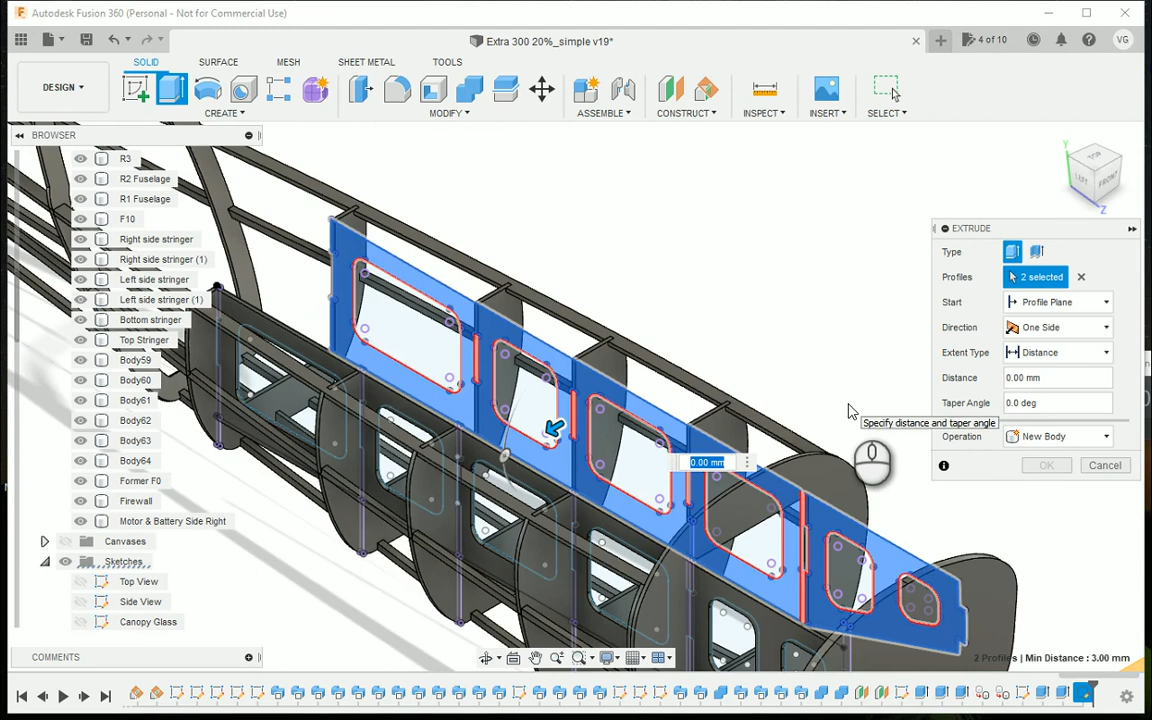 Autodesk Fusion 360 (Personal - Not for Commercial Use)
Extra 300 20%_simple v19*
4 of 10
VG
DESIGN
SOLID
SURFACE
MESH
SHEET METAL
TOOLS
CREATE
MODIFY
ASSEMBLE
CONSTRUCT
INSPECT
INSERT
SELECT
BROWSER
R3
R2 Fuselage
R1 Fuselage
F10
Right side stringer
Right side stringer (1)
Left side stringer
Left side stringer (1)
Bottom stringer
Top Stringer
Body59
Body60
Body61
Body62
Body63
Body64
Former F0
Firewall
Motor & Battery Side Right
Canvases
Sketches
Top View
Side View
Canopy Glass
COMMENTS
Y
TOP
LEFT
FRONT
Z
EXTRUDE
Type
Profiles
2 selected
Start
Profile Plane
Direction
One Side
Extent Type
Distance
Distance
0.00 mm
Taper Angle
0.0 deg
Operation
New Body
OK
Cancel
Specify distance and taper angle
0.00 mm
2 Profiles | Min Distance : 3.00 mm